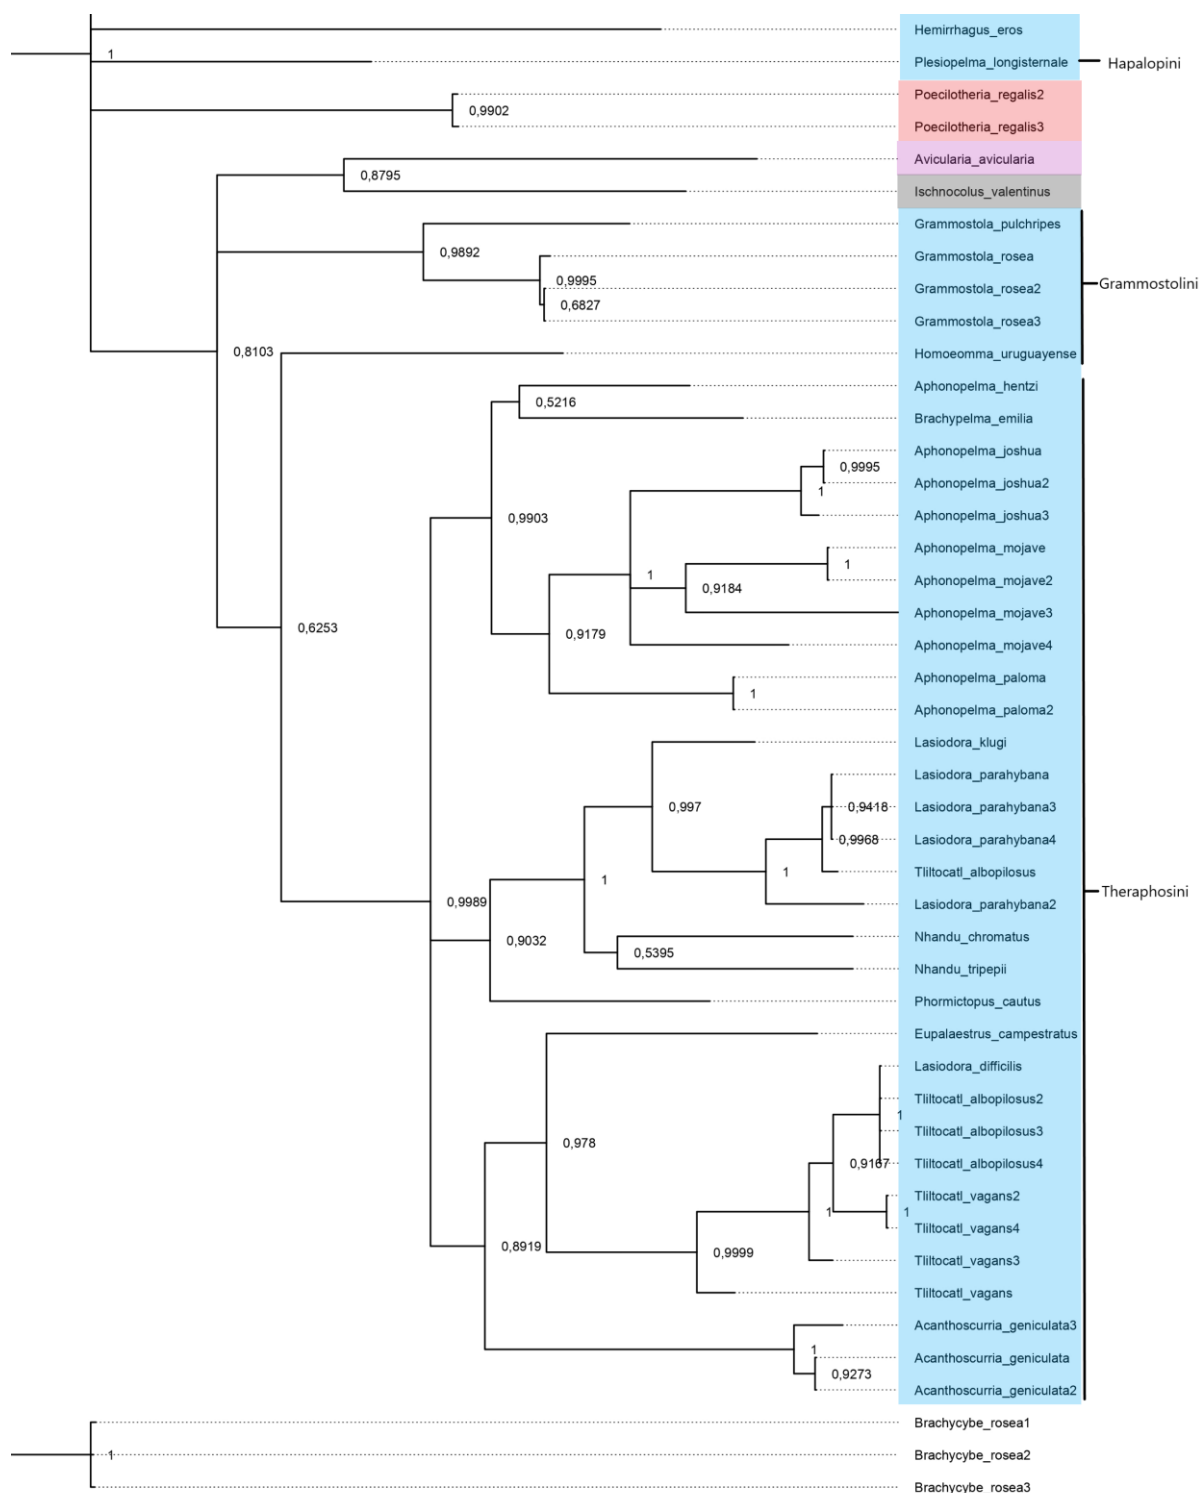 Hemirrhagus_eros
1
Plesiopelma_longisternale
Hapalopini
Poecilotheria_regalis2
0,9902
Poecilotheria_regalis3
Avicularia_avicularia
0,8795
Ischnocolus_valentinus
Grammostola_pulchripes
0,9892
Grammostola_rosea
0,9995
Grammostolini
Grammostola_rosea2
0,6827
Grammostola_rosea3
0,8103
Homoeomma_uruguayense
Aphonopelma_hentzi
0,5216
Brachypelma_emilia
Aphonopelma_joshua
0,9995
Aphonopelma_joshua2
1
Aphonopelma_joshua3
0,9903
Aphonopelma_mojave
1
Aphonopelma_mojave2
1
0,9184
Aphonopelma_mojave3
0,6253
0,9179
Aphonopelma_mojave4
Aphonopelma_paloma
1
Aphonopelma_paloma2
Lasiodora_klugi
Lasiodora_parahybana
0,997
0,9418
Lasiodora_parahybana3
0,9968
Lasiodora_parahybana4
1
Tliltocatl_albopilosus
1
Theraphosini
0,9989
Lasiodora_parahybana2
0,9032
Nhandu_chromatus
0,5395
Nhandu_tripepii
Phormictopus_cautus
Eupalaestrus_campestratus
Lasiodora_difficilis
Tliltocatl_albopilosus2
1
Tliltocatl_albopilosus3
0,978
0,9167
Tliltocatl_albopilosus4
Tliltocatl_vagans2
1
1
Tliltocatl_vagans4
0,8919
0,9999
Tliltocatl_vagans3
Tliltocatl_vagans
Acanthoscurria_geniculata3
1
Acanthoscurria_geniculata
0,9273
Acanthoscurria_geniculata2
Brachycybe_rosea1
1
Brachycybe_rosea2
Brachycybe_rosea3